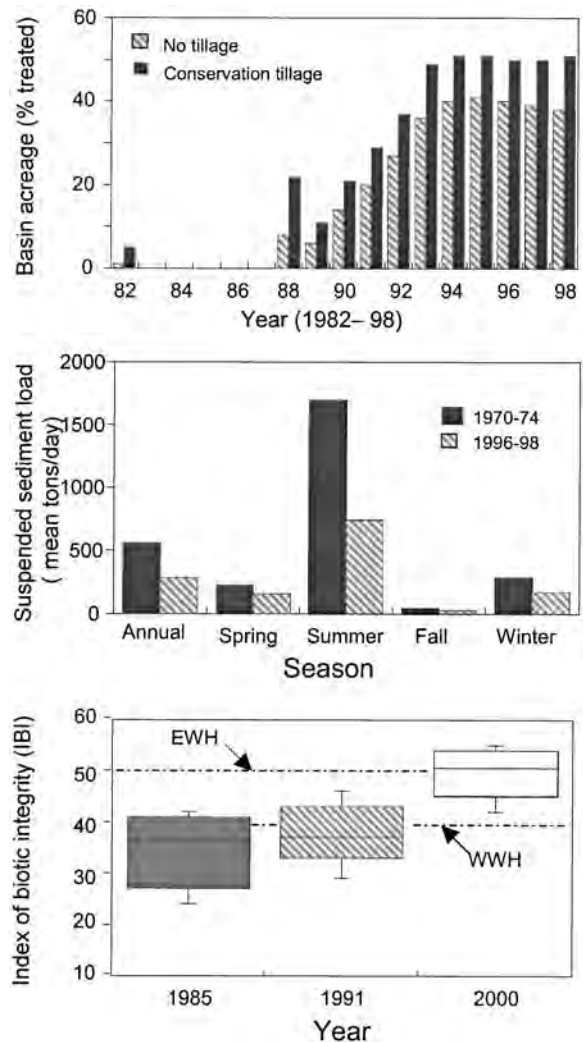 60
40
20
0
Basin acreage (% treated)
No tillage
Conservation tillage
82 84 86 88 90 92 94 96 98
Year (1982– 98)
2000
1500
1000
500
0
Suspended sediment load
( mean tons/day)
1970-74
1996-98
Annual Spring Summer Fall Winter
Season
60
50
40
30
20
10
Index of biotic integrity (IBI)
EWH
WWH
1985 1991 2000
Year